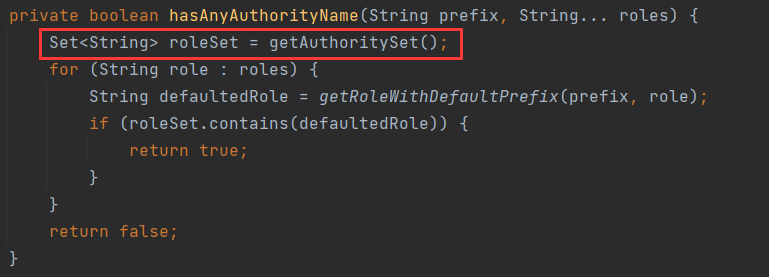 private boolean hasAnyAuthorityName(String prefix, String... roles) {
    Set<String> roleSet = getAuthoritySet();
    for (String role : roles) {
        String defaultedRole = getRoleWithDefaultPrefix(prefix, role);
        if (roleSet.contains(defaultedRole)) {
            return true;
        }
    }
    return false;
}